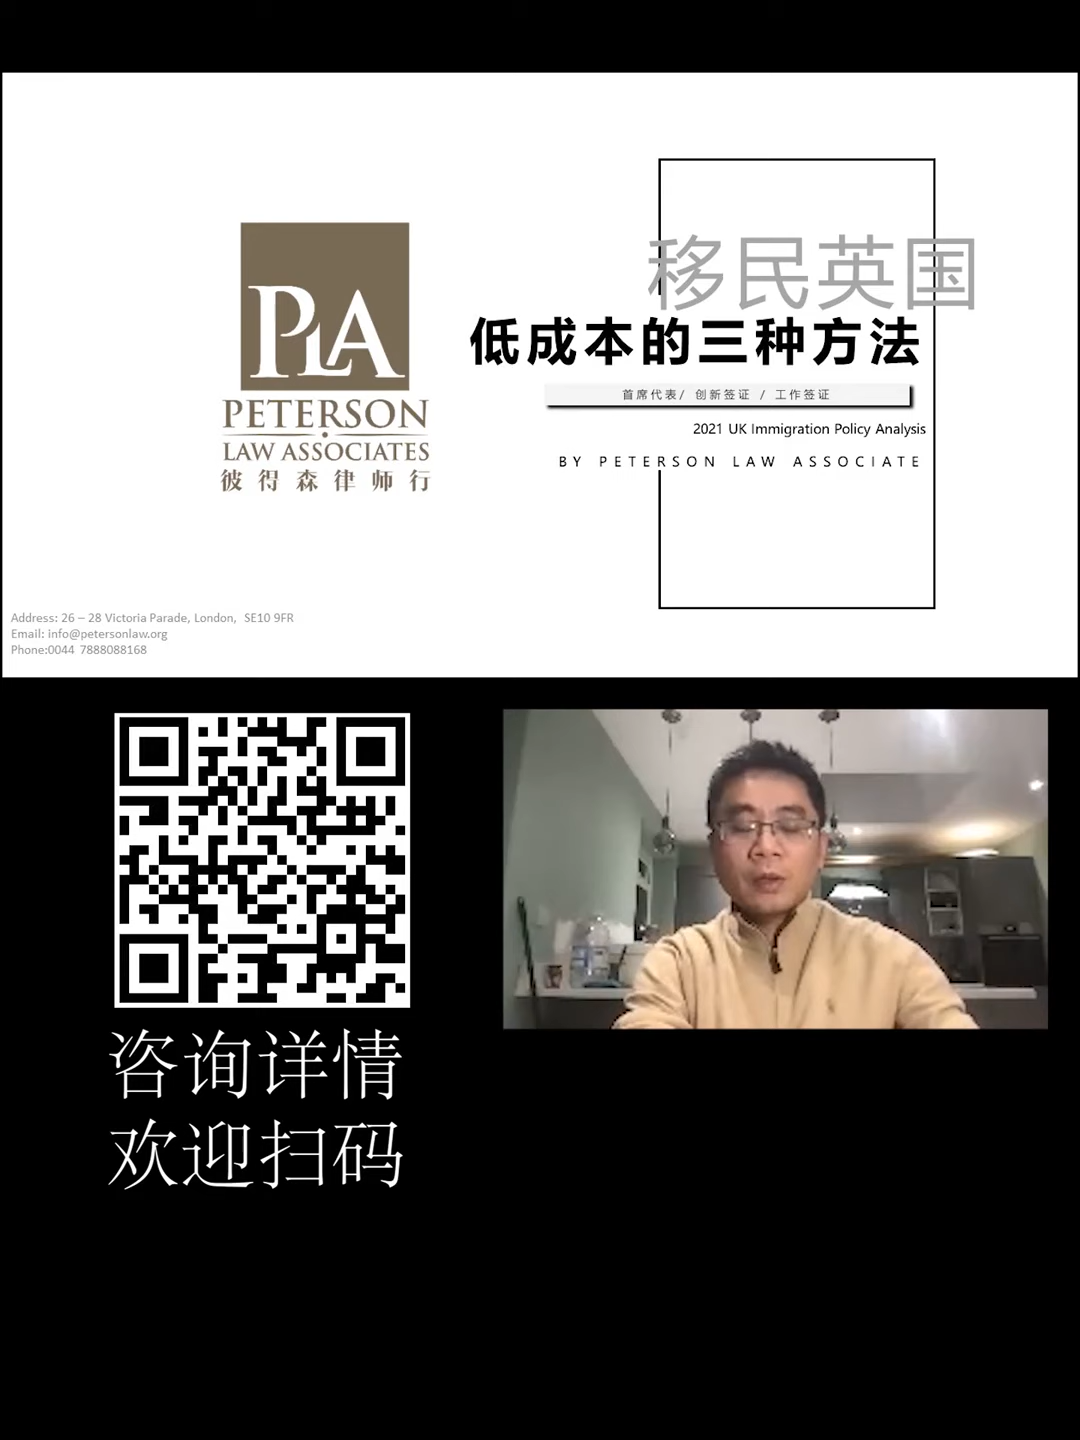 PLA
PETERSON
LAW ASSOCIATES
彼得森律师行
移民英国
低成本的三种方法
首席代表/ 创新签证 / 工作签证
2021 UK Immigration Policy Analysis
BY PETERSON LAW ASSOCIATE
Address: 26 – 28 Victoria Parade, London, SE10 9FR
Email: info@petersonlaw.org
Phone:0044 7888088168
咨询详情
欢迎扫码